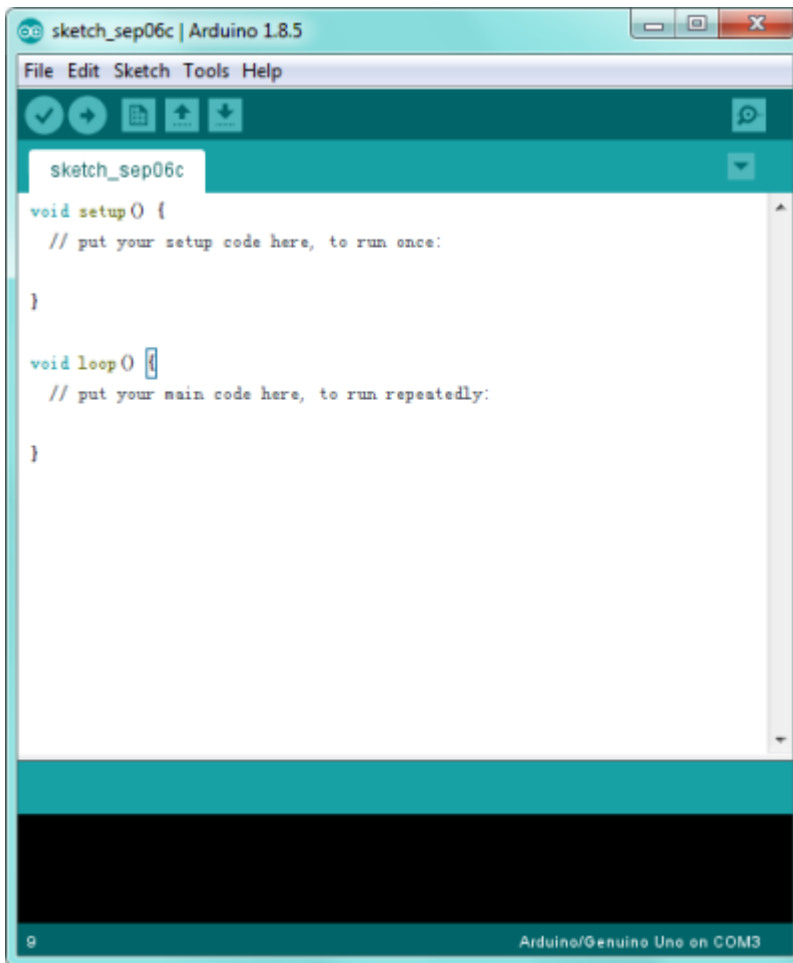 sketch_sep06c | Arduino 1.8.5
File Edit Sketch Tools Help
sketch_sep06c
void setup() {
  // put your setup code here, to run once:
}
void loop() {
  // put your main code here, to run repeatedly:
}
9
Arduino/Genuino Uno on COM3